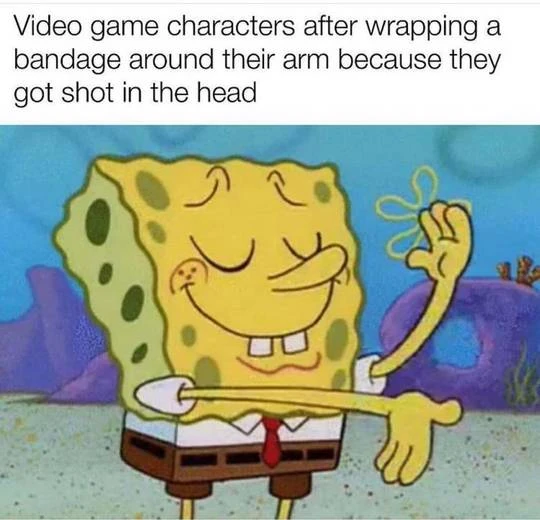 Video game characters after wrapping a
bandage around their arm because they
got shot in the head